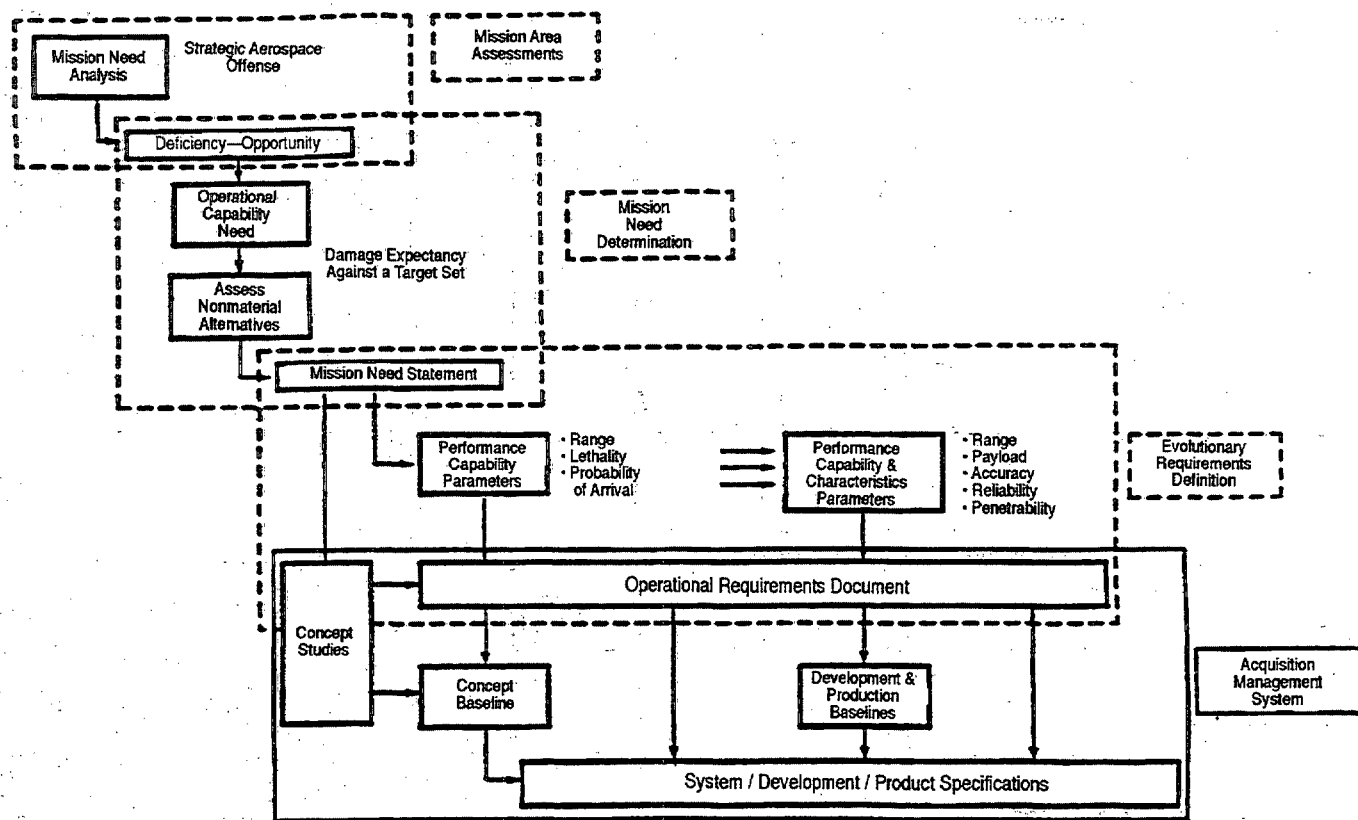 Mission Need
Analysis
Strategic Aerospace
Offense
Mission Area
Assessments
Deficiency—Opportunity
Operational
Capability
Need
Mission
Need
Determination
Damage Expectancy
Against a Target Set
Assess
Nonmaterial
Alternatives
Mission Need Statement
Performance
Capability
Parameters
• Range
• Lethality
• Probability
of Arrival
Performance
Capability &
Characteristics
Parameters
• Range
• Payload
• Accuracy
• Reliability
• Penetrability
Evolutionary
Requirements
Definition
Operational Requirements Document
Concept
Studies
Concept
Baseline
Development &
Production
Baselines
Acquisition
Management
System
System / Development / Product Specifications